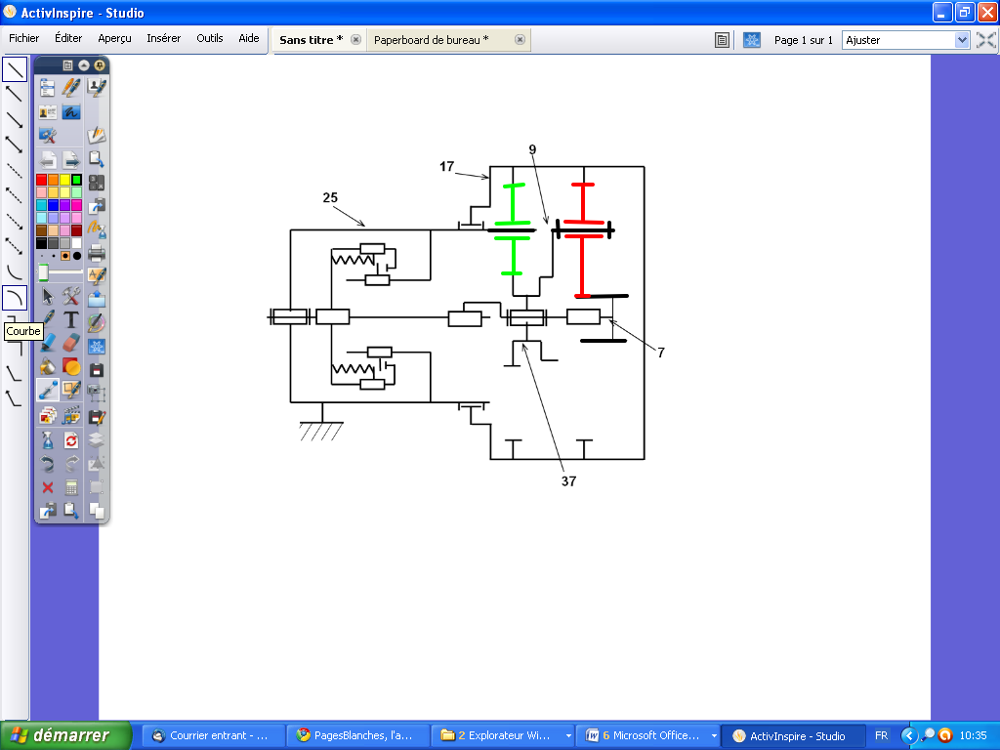 ActivInspire - Studio
Fichier Éditer Aperçu Insérer Outils Aide
Sans titre *
Paperboard de bureau *
Page 1 sur 1
Ajuster
T
Courbe
9
17
25
7
37
démarrer
Courrier entrant - ...
PagesBlanches, l'a...
2 Explorateur Wi...
6 Microsoft Office...
ActivInspire - Studio
FR
10:35